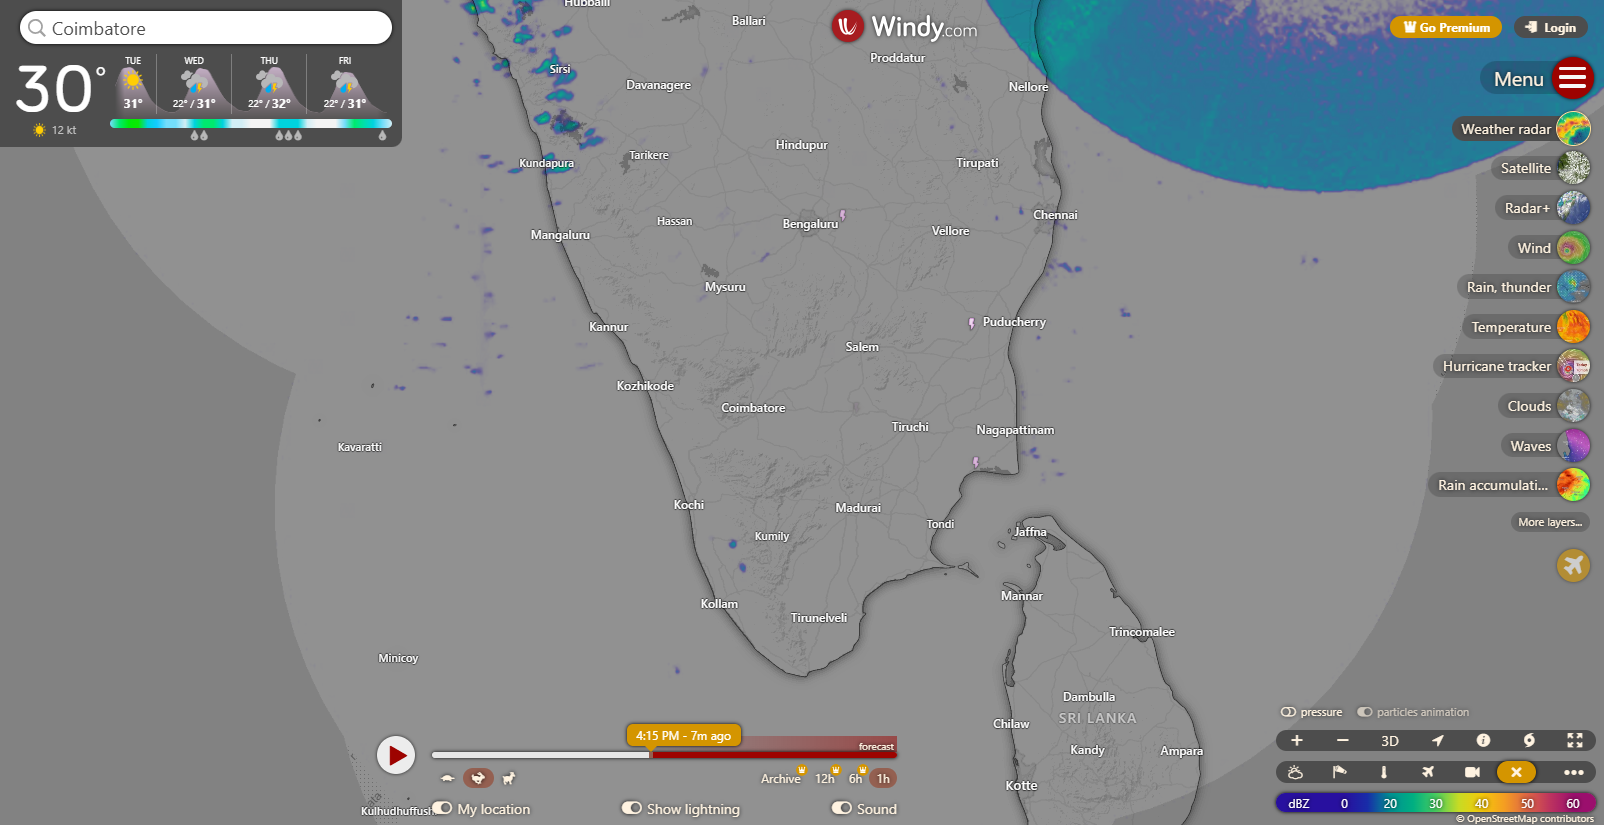 Coimbatore
30°
12 kt
TUE
31°
WED
22° / 31°
THU
22° / 32°
FRI
22° / 31°
Windy.com
Go Premium
Login
Menu
Weather radar
Satellite
Radar+
Wind
Rain, thunder
Temperature
Hurricane tracker
Clouds
Waves
Rain accumulati...
More layers...
Hubballi
Ballari
Proddatur
Sirsi
Davanagere
Nellore
Hindupur
Tarikere
Kundapura
Tirupati
Hassan
Chennai
Bengaluru
Mangaluru
Vellore
Mysuru
Kannur
Puducherry
Salem
Kozhikode
Coimbatore
Tiruchi
Nagapattinam
Kavaratti
Kochi
Madurai
Tondi
Jaffna
Kumily
Mannar
Kollam
Tirunelveli
Trincomalee
Minicoy
Dambulla
Chilaw
SRI LANKA
Kandy
Ampara
Kotte
Kulhudhuffush
4:15 PM - 7m ago
forecast
Archive
12h
6h
1h
My location
Show lightning
Sound
pressure
particles animation
+
−
3D
dBZ
0
20
30
40
50
60
© OpenStreetMap contributors